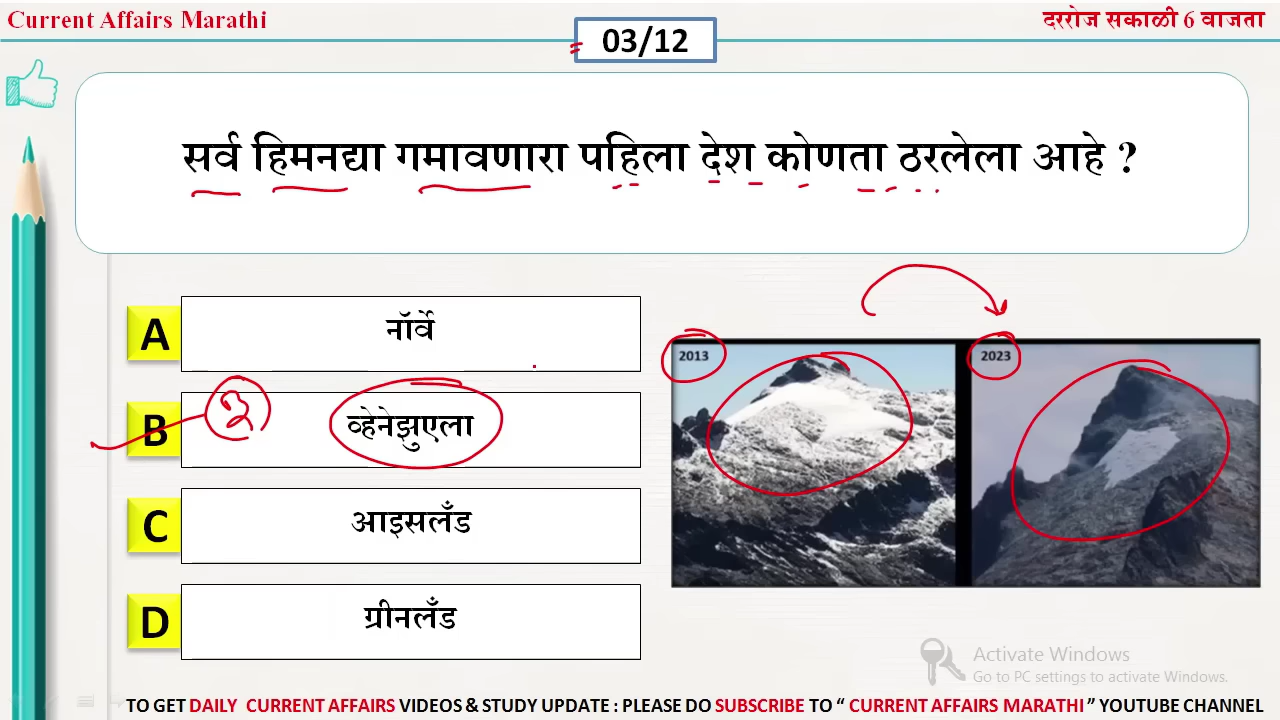 Current Affairs Marathi
दररोज सकाळी 6 वाजता
03/12
सर्व हिमनद्या गमावणारा पहिला देश कोणता ठरलेला आहे ?
A नॉर्वे
B व्हेनेझुएला
C आइसलँड
D ग्रीनलँड
2013
2023
Activate Windows
Go to PC settings to activate Windows.
TO GET DAILY CURRENT AFFAIRS VIDEOS & STUDY UPDATE : PLEASE DO SUBSCRIBE TO “ CURRENT AFFAIRS MARATHI ” YOUTUBE CHANNEL